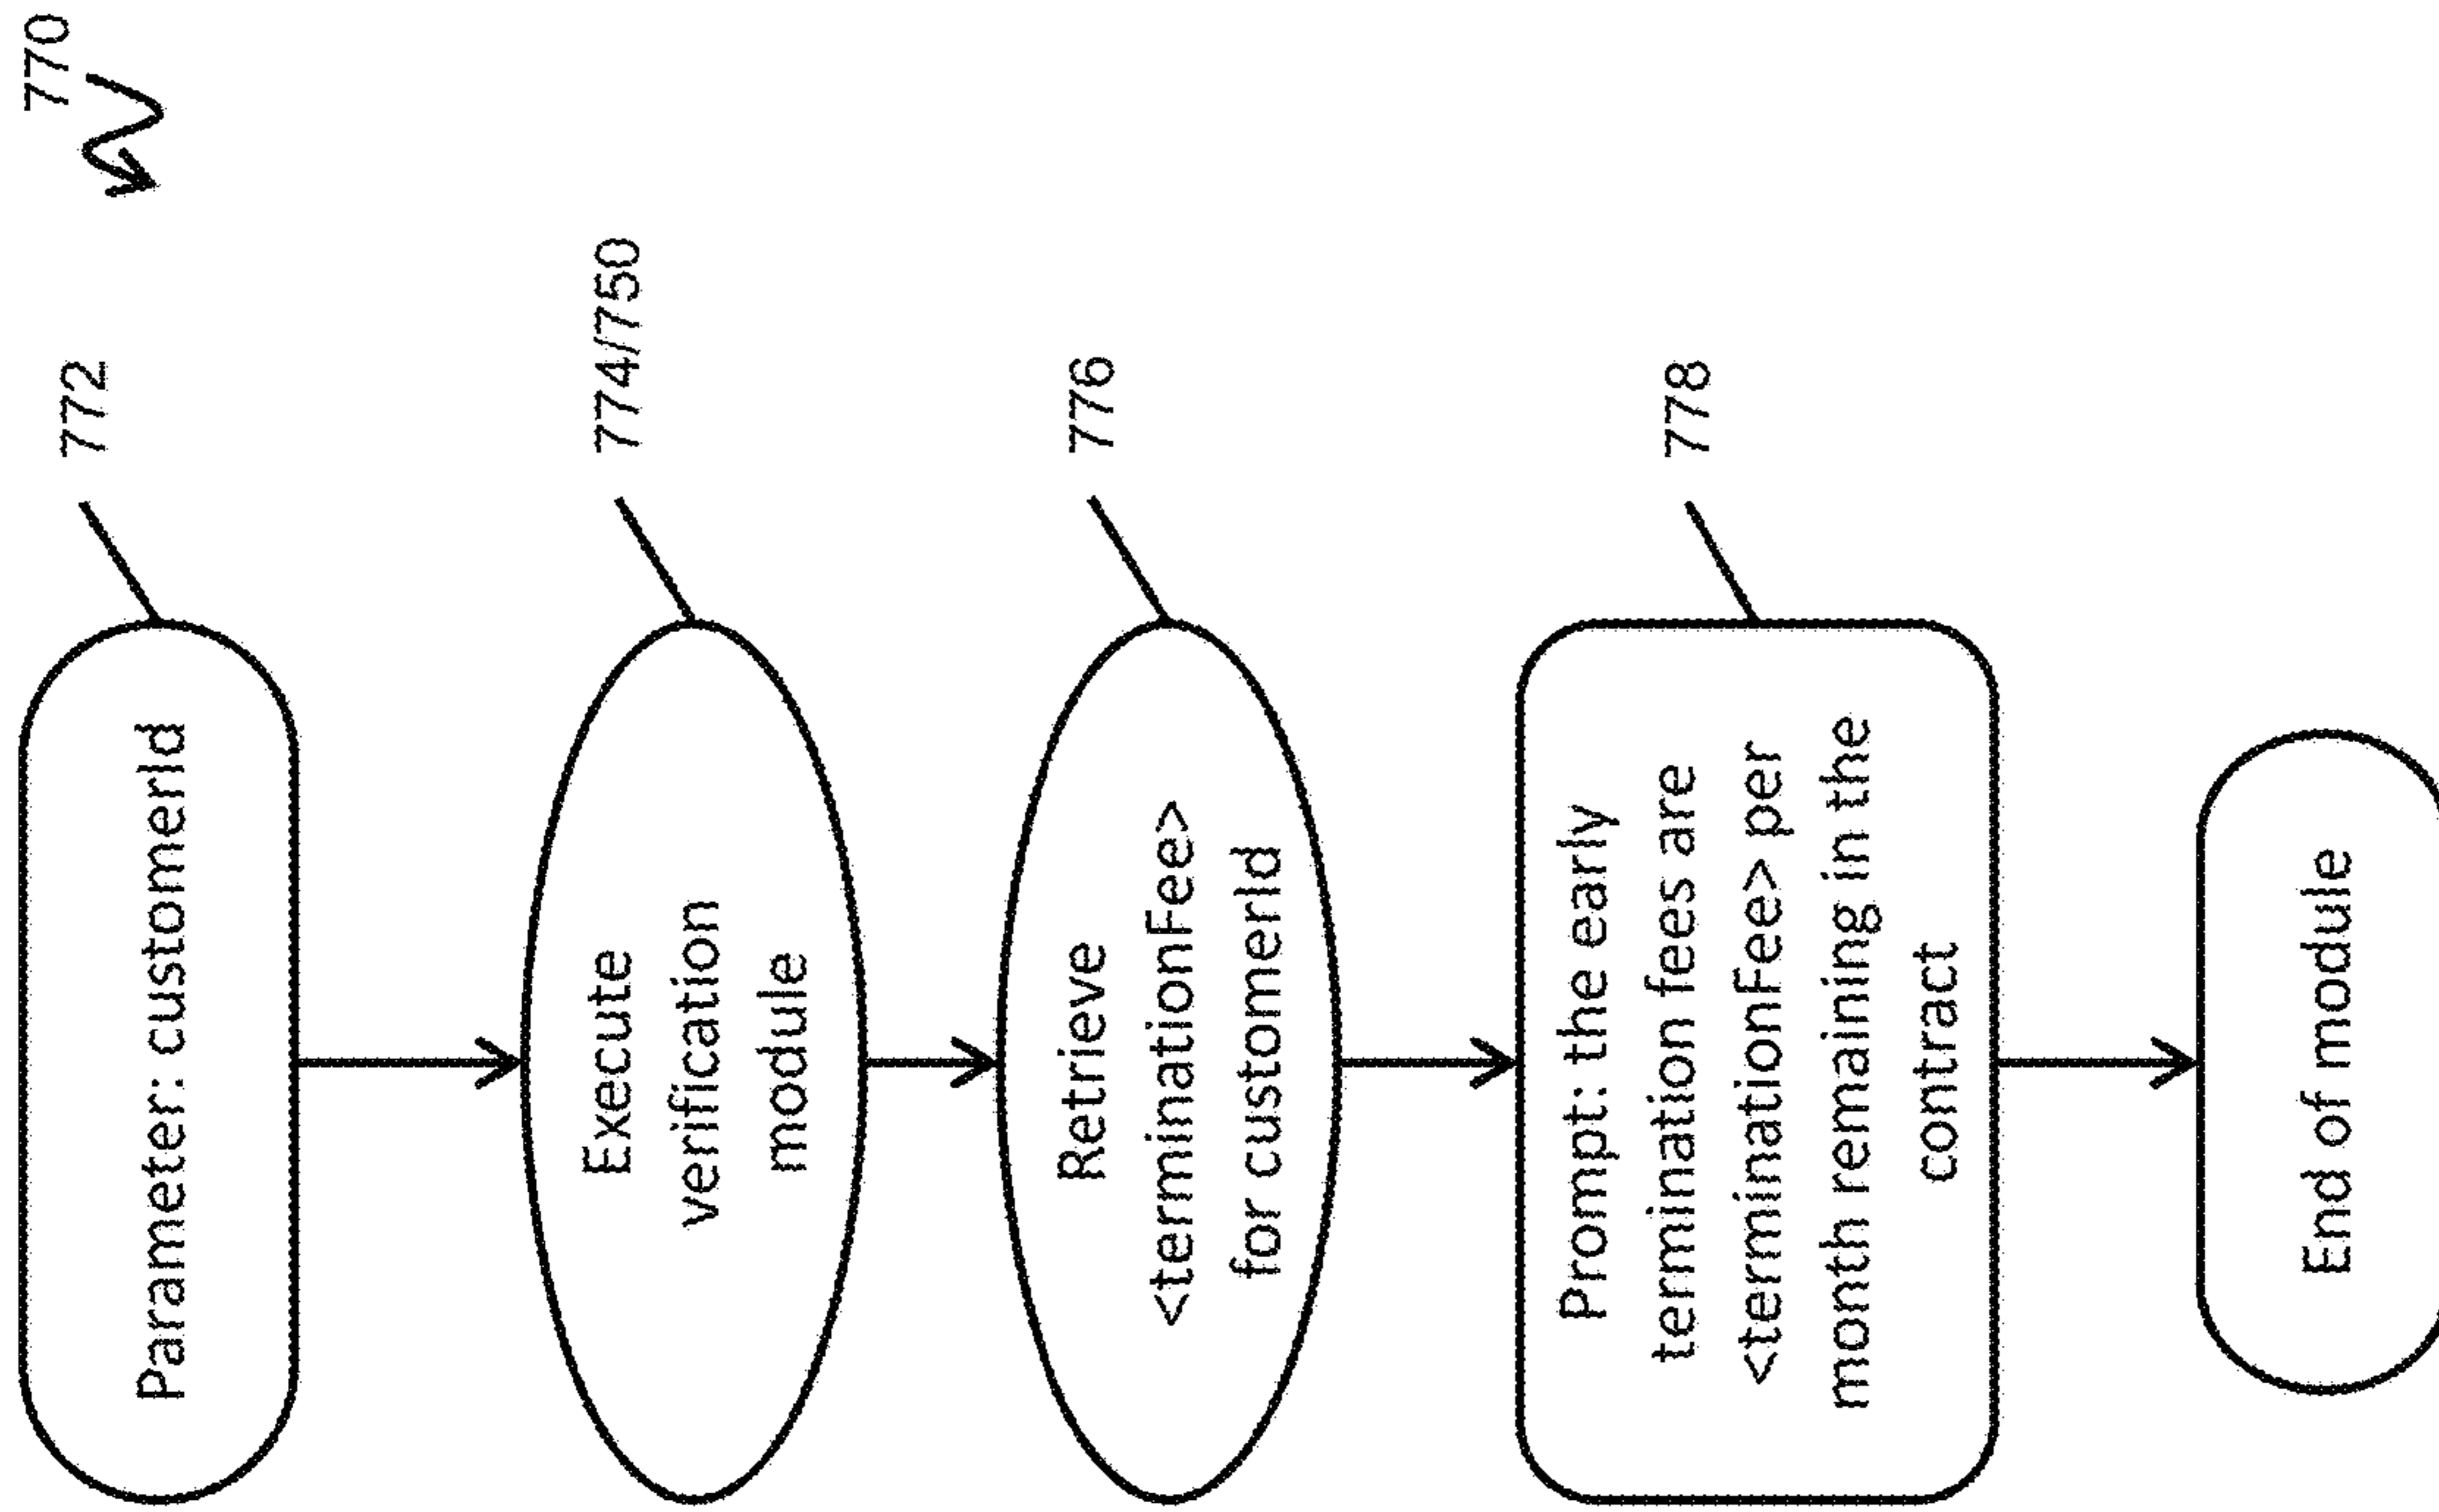 770
Parameter: customerId
772
Execute
verification
module
774/750
Retrieve
<terminationFee>
for customerId
776
Prompt: the early
termination fees are
<terminationFee> per
month remaining in the
contract
778
End of module